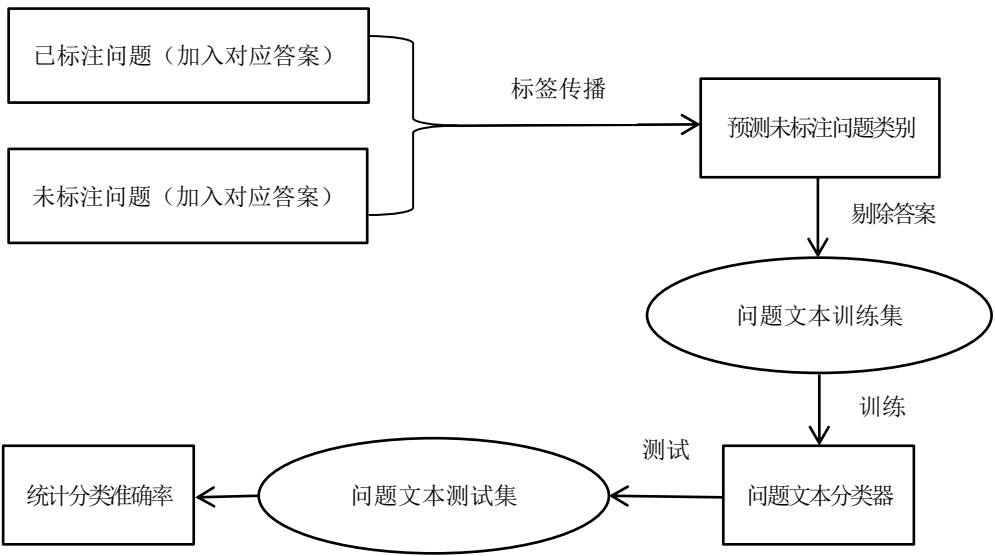 已标注问题（加入对应答案）
标签传播
预测未标注问题类别
未标注问题（加入对应答案）
剔除答案
问题文本训练集
训练
测试
统计分类准确率
问题文本测试集
问题文本分类器